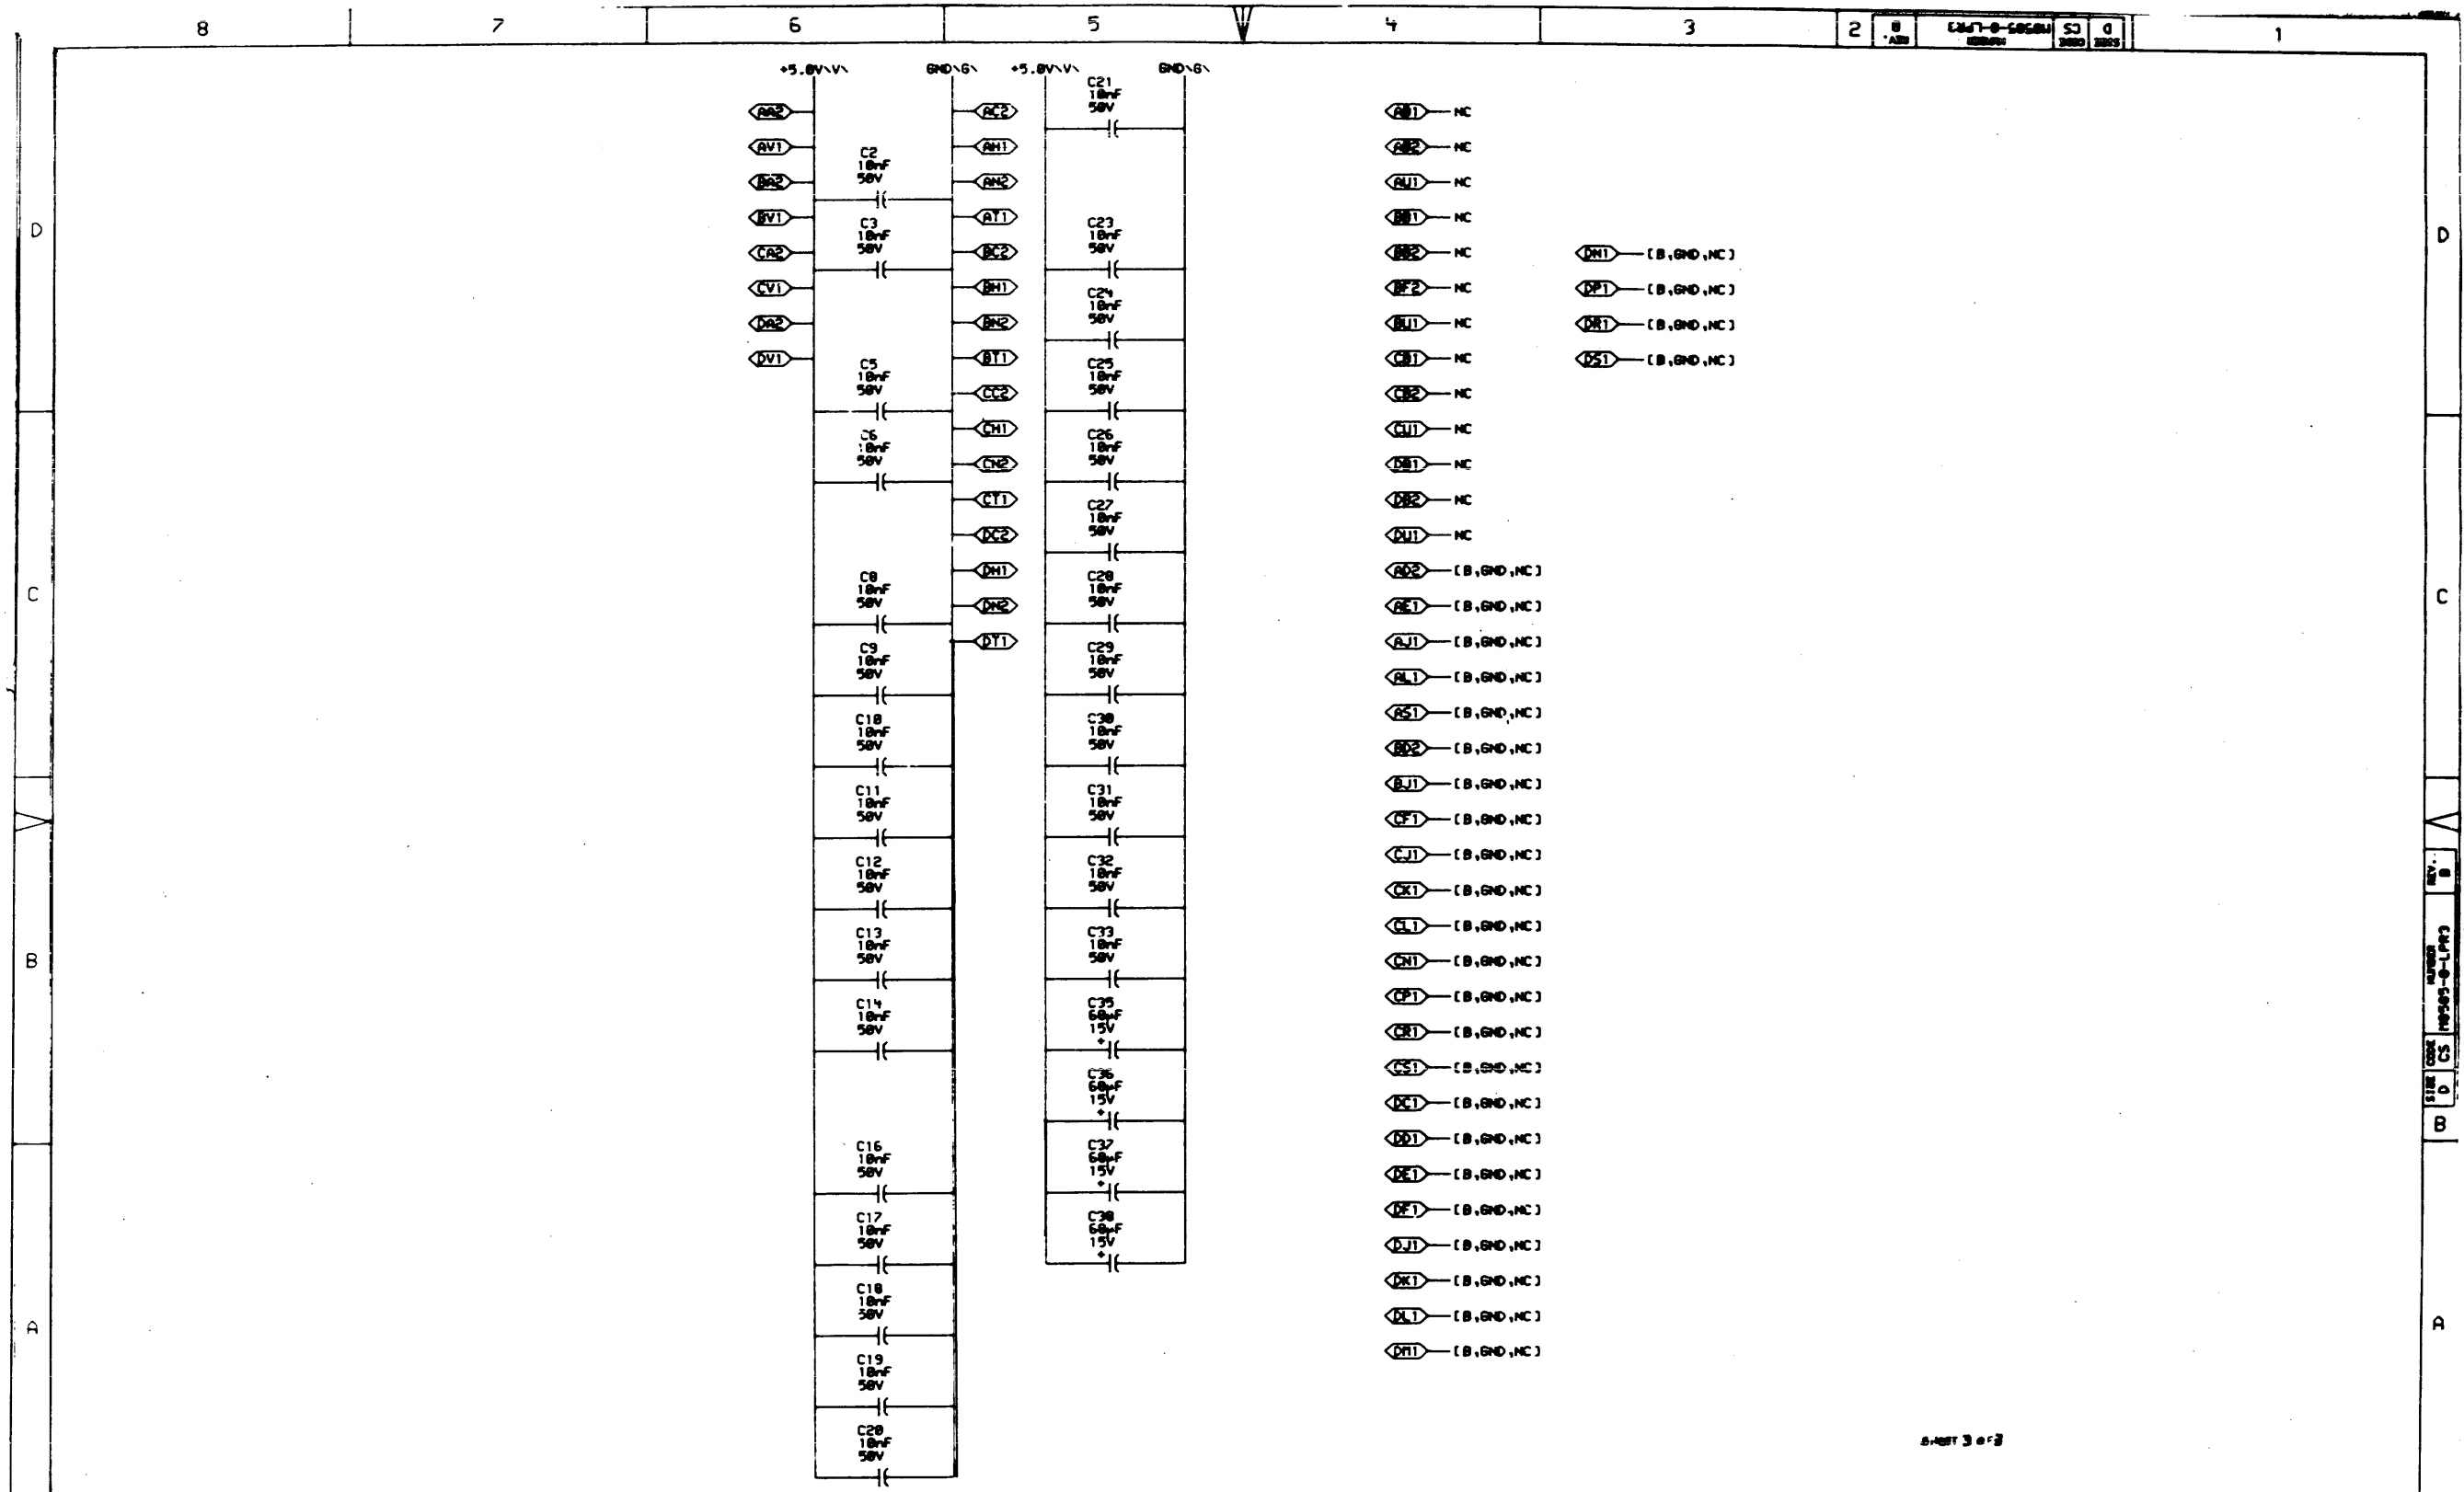 8 7 6 5 4 3 2 1
REV. B
NUMBER M8585-0-LPR3
CODE CS
SIZE D
+5.0V\V\ GND\G\ +5.0V\V\ GND\G\
AA2
AV1
BA2
BV1
CA2
CV1
DA2
DV1
C2
10nF
50V
C3
10nF
50V
C5
10nF
50V
C6
10nF
50V
C8
10nF
50V
C9
10nF
50V
C10
10nF
50V
C11
10nF
50V
C12
10nF
50V
C13
10nF
50V
C14
10nF
50V
C16
10nF
50V
C17
10nF
50V
C18
10nF
50V
C19
10nF
50V
C20
10nF
50V
AC2
AH1
AN2
AT1
BC2
BH1
BN2
BT1
CC2
CH1
CN2
CT1
DC2
DH1
DN2
DT1
C21
10nF
50V
C23
10nF
50V
C24
10nF
50V
C25
10nF
50V
C26
10nF
50V
C27
10nF
50V
C28
10nF
50V
C29
10nF
50V
C30
10nF
50V
C31
10nF
50V
C32
10nF
50V
C33
10nF
50V
C35
68µF
15V
+
C36
68µF
15V
+
C37
68µF
15V
+
C38
68µF
15V
+
AB1 NC
AB2 NC
AU1 NC
BB1 NC
BB2 NC
BF2 NC
BU1 NC
CB1 NC
CB2 NC
CU1 NC
DB1 NC
DB2 NC
DU1 NC
AD2 [B,GND,NC]
AE1 [B,GND,NC]
AJ1 [B,GND,NC]
AL1 [B,GND,NC]
AS1 [B,GND,NC]
BD2 [B,GND,NC]
BJ1 [B,GND,NC]
CF1 [B,GND,NC]
CJ1 [B,GND,NC]
CK1 [B,GND,NC]
CL1 [B,GND,NC]
CN1 [B,GND,NC]
CP1 [B,GND,NC]
CR1 [B,GND,NC]
CS1 [B,GND,NC]
DC1 [B,GND,NC]
DD1 [B,GND,NC]
DE1 [B,GND,NC]
DF1 [B,GND,NC]
DJ1 [B,GND,NC]
DK1 [B,GND,NC]
DL1 [B,GND,NC]
DM1 [B,GND,NC]
DN1 [B,GND,NC]
DP1 [B,GND,NC]
DR1 [B,GND,NC]
DS1 [B,GND,NC]
D
C
B
A
D
C
REV. B
NUMBER M8585-0-LPR3
CODE CS
SIZE D
B
A
SHEET 3 OF 3